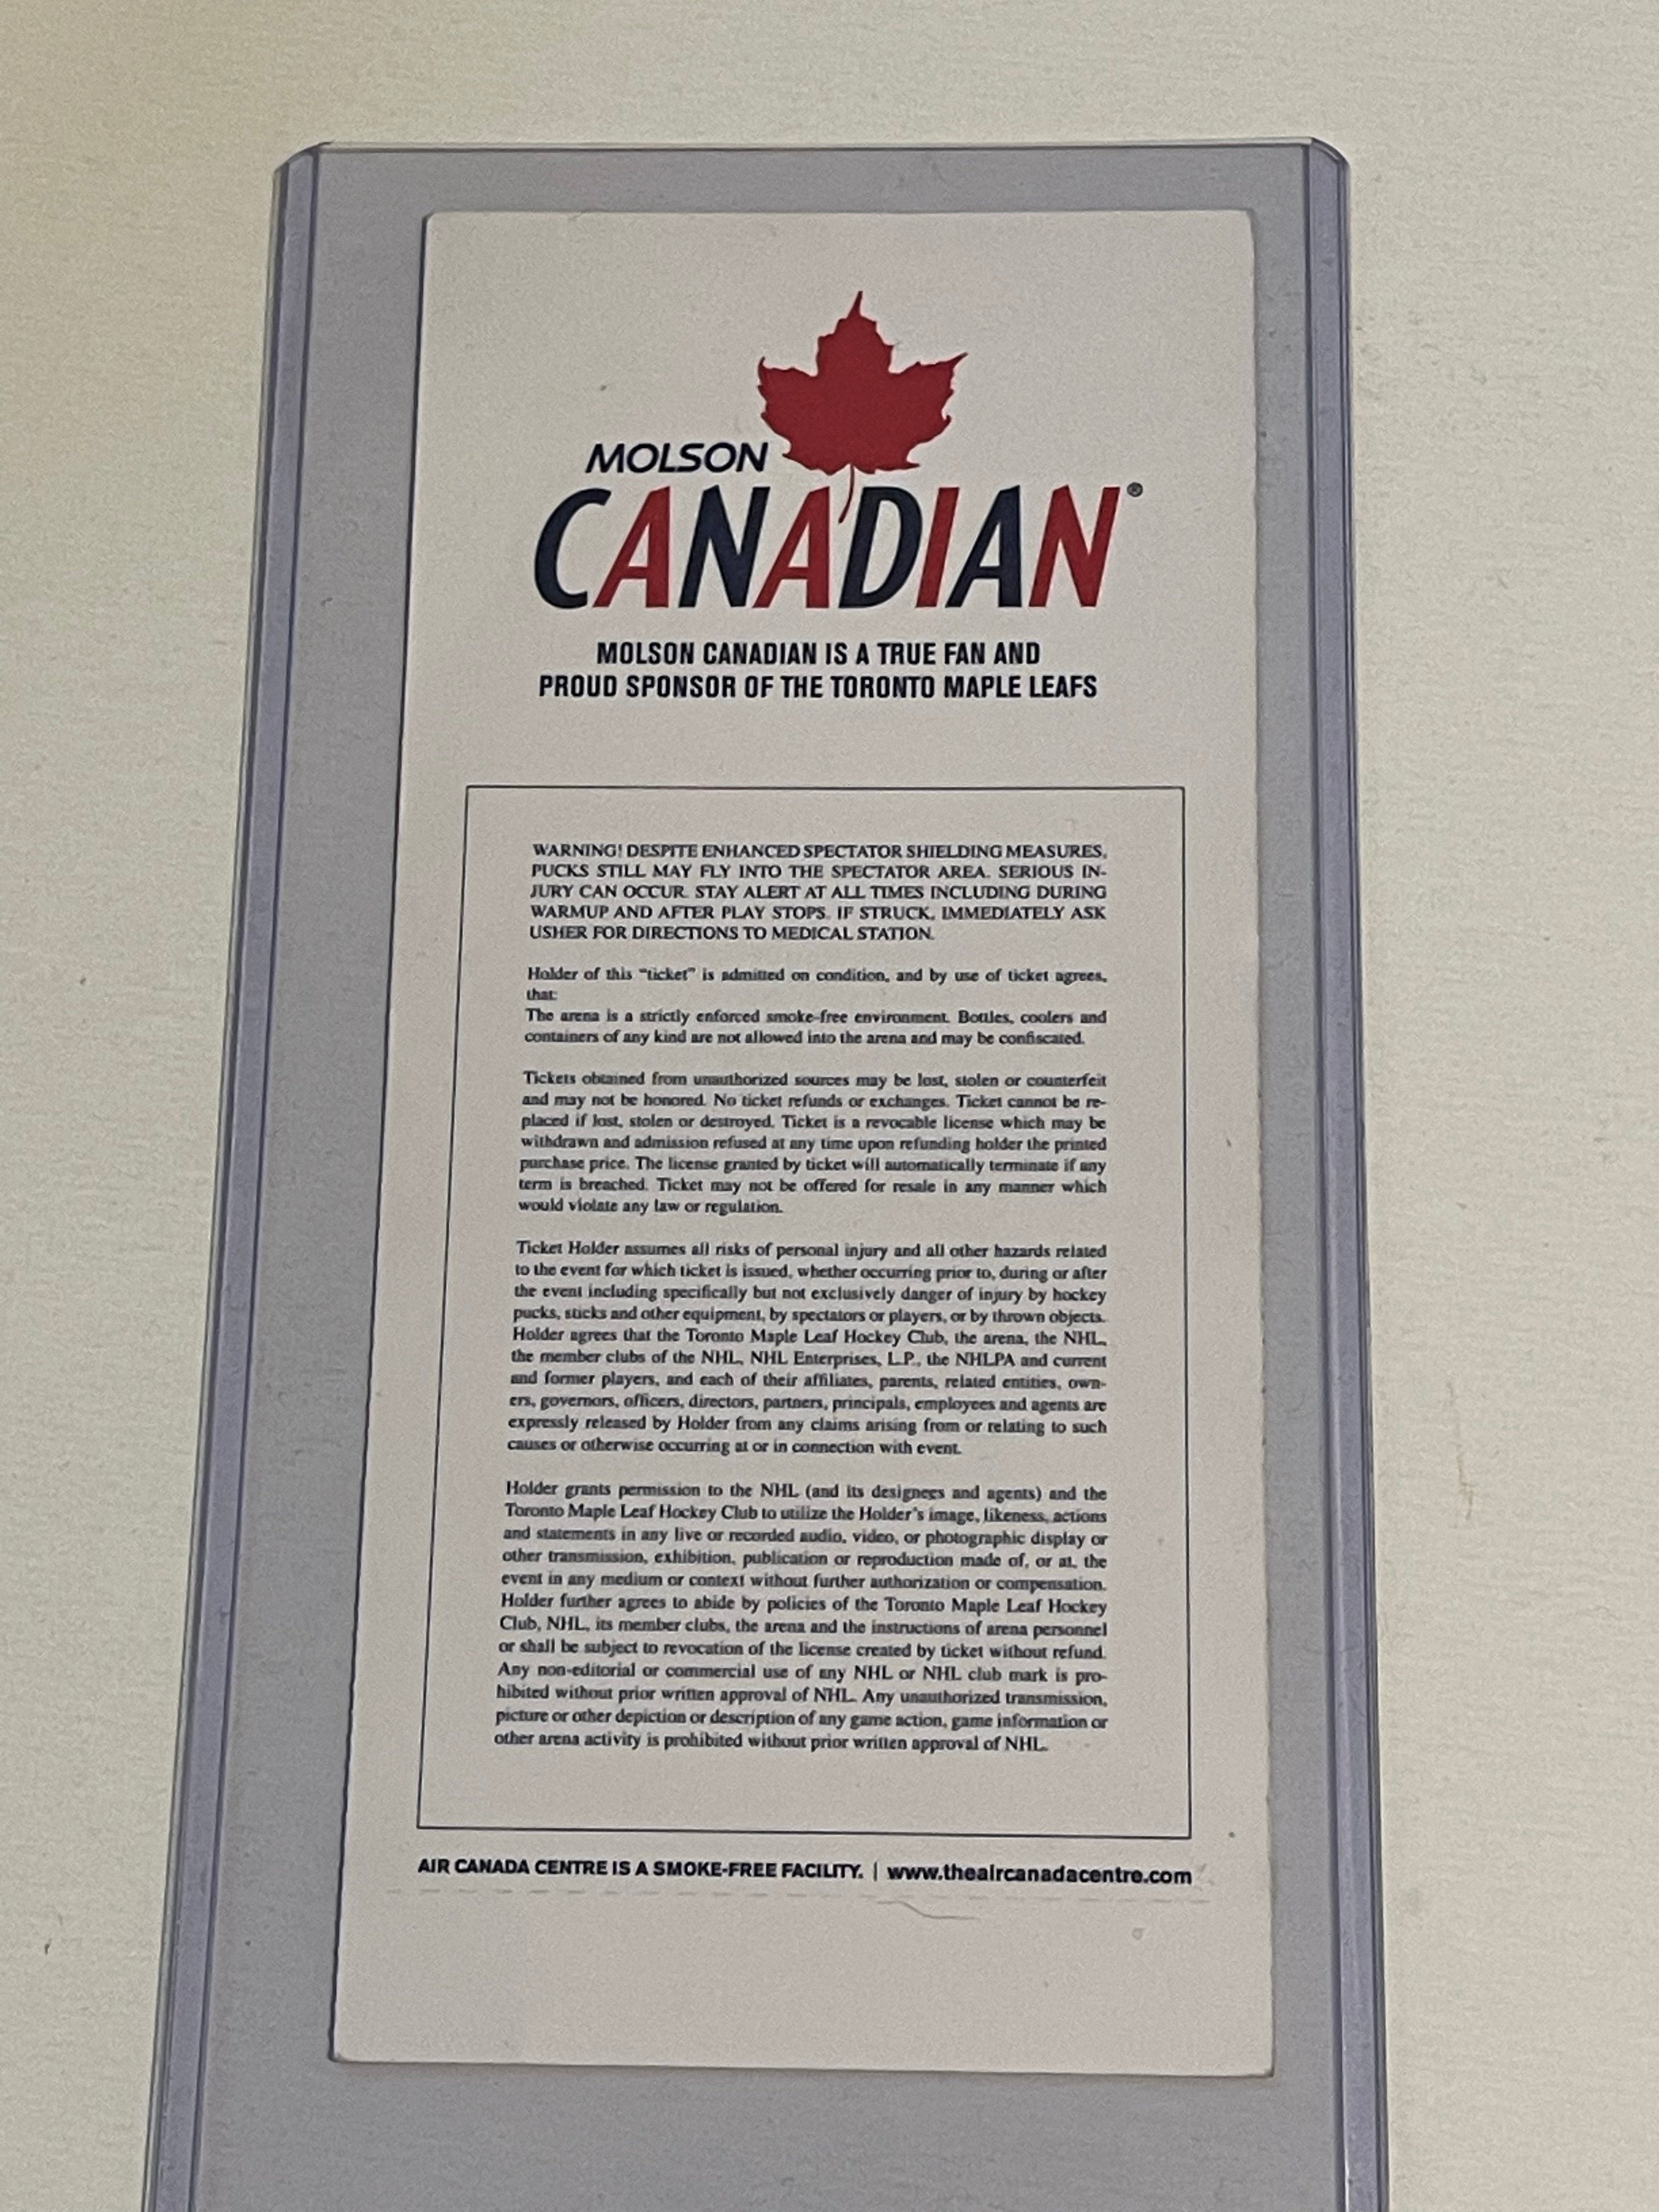 MOLSON
CANADIAN®
MOLSON CANADIAN IS A TRUE FAN AND
PROUD SPONSOR OF THE TORONTO MAPLE LEAFS
WARNING! DESPITE ENHANCED SPECTATOR SHIELDING MEASURES,
PUCKS STILL MAY FLY INTO THE SPECTATOR AREA. SERIOUS IN-
JURY CAN OCCUR. STAY ALERT AT ALL TIMES INCLUDING DURING
WARMUP AND AFTER PLAY STOPS. IF STRUCK, IMMEDIATELY ASK
USHER FOR DIRECTIONS TO MEDICAL STATION.
Holder of this "ticket" is admitted on condition, and by use of ticket agrees,
that:
The arena is a strictly enforced smoke-free environment. Bottles, coolers and
containers of any kind are not allowed into the arena and may be confiscated.
Tickets obtained from unauthorized sources may be lost, stolen or counterfeit
and may not be honored. No ticket refunds or exchanges. Ticket cannot be re-
placed if lost, stolen or destroyed. Ticket is a revocable license which may be
withdrawn and admission refused at any time upon refunding holder the printed
purchase price. The license granted by ticket will automatically terminate if any
term is breached. Ticket may not be offered for resale in any manner which
would violate any law or regulation.
Ticket Holder assumes all risks of personal injury and all other hazards related
to the event for which ticket is issued, whether occurring prior to, during or after
the event including specifically but not exclusively danger of injury by hockey
pucks, sticks and other equipment, by spectators or players, or by thrown objects.
Holder agrees that the Toronto Maple Leaf Hockey Club, the arena, the NHL,
the member clubs of the NHL, NHL Enterprises, L.P., the NHLPA and current
and former players, and each of their affiliates, parents, related entities, own-
ers, governors, officers, directors, partners, principals, employees and agents are
expressly released by Holder from any claims arising from or relating to such
causes or otherwise occurring at or in connection with event.
Holder grants permission to the NHL (and its designees and agents) and the
Toronto Maple Leaf Hockey Club to utilize the Holder's image, likeness, actions
and statements in any live or recorded audio, video, or photographic display or
other transmission, exhibition, publication or reproduction made of, or at, the
event in any medium or context without further authorization or compensation.
Holder further agrees to abide by policies of the Toronto Maple Leaf Hockey
Club, NHL, its member clubs, the arena and the instructions of arena personnel
or shall be subject to revocation of the license created by ticket without refund.
Any non-editorial or commercial use of any NHL or NHL club mark is pro-
hibited without prior written approval of NHL. Any unauthorized transmission,
picture or other depiction or description of any game action, game information or
other arena activity is prohibited without prior written approval of NHL.
AIR CANADA CENTRE IS A SMOKE-FREE FACILITY. | www.theaircanadacentre.com